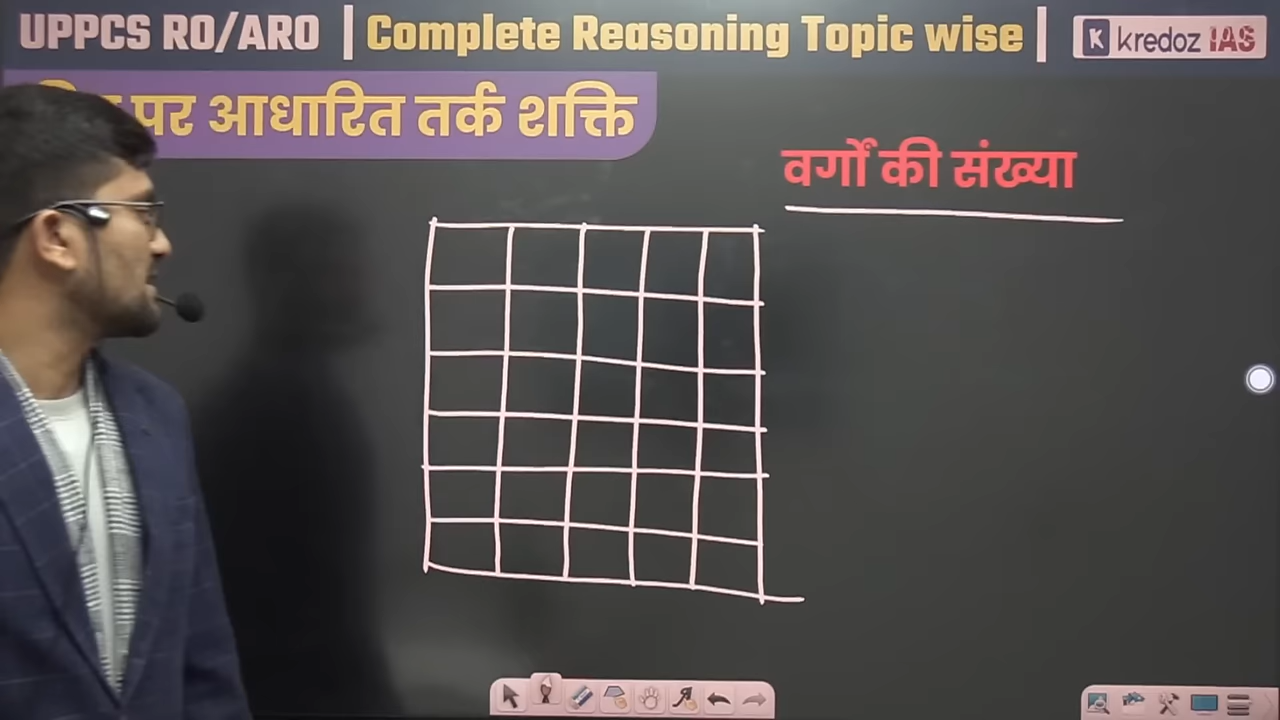 UPPCS RO/ARO | Complete Reasoning Topic wise | K kredoz IAS
पर आधारित तर्क शक्ति
वर्गों की संख्या